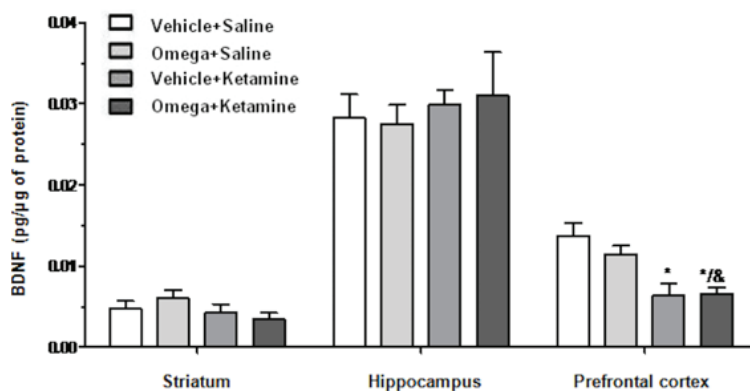 0.04
0.03
0.02
0.01
0.00
BDNF (pg/µg of protein)
Vehicle+Saline
Omega+Saline
Vehicle+Ketamine
Omega+Ketamine
*
*/&
Striatum
Hippocampus
Prefrontal cortex